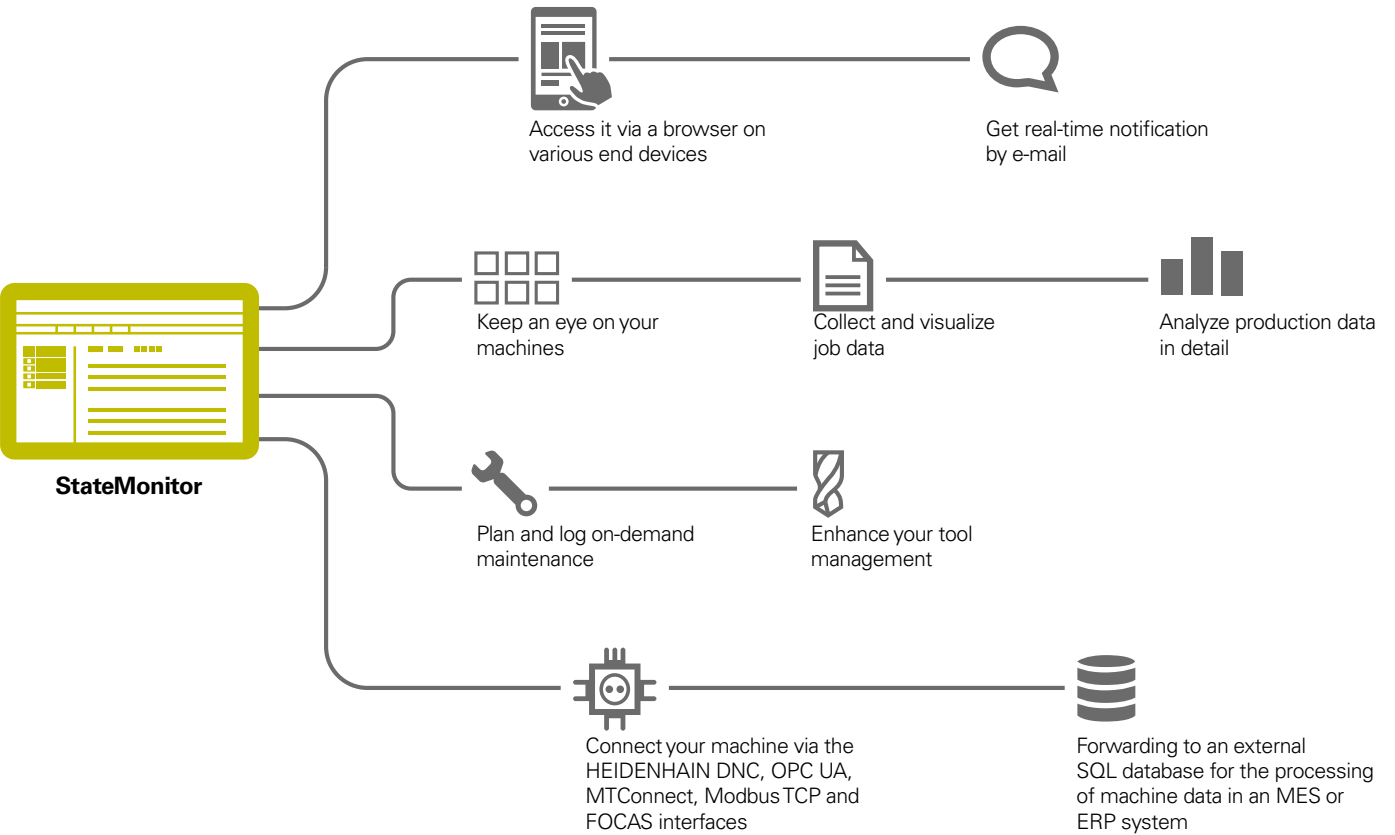 Access it via a browser on
various end devices
Get real-time notification
by e-mail
Keep an eye on your
machines
Collect and visualize
job data
Analyze production data
in detail
StateMonitor
Plan and log on-demand
maintenance
Enhance your tool
management
Connect your machine via the
HEIDENHAIN DNC, OPC UA,
MTConnect, Modbus TCP and
FOCAS interfaces
Forwarding to an external
SQL database for the processing
of machine data in an MES or
ERP system